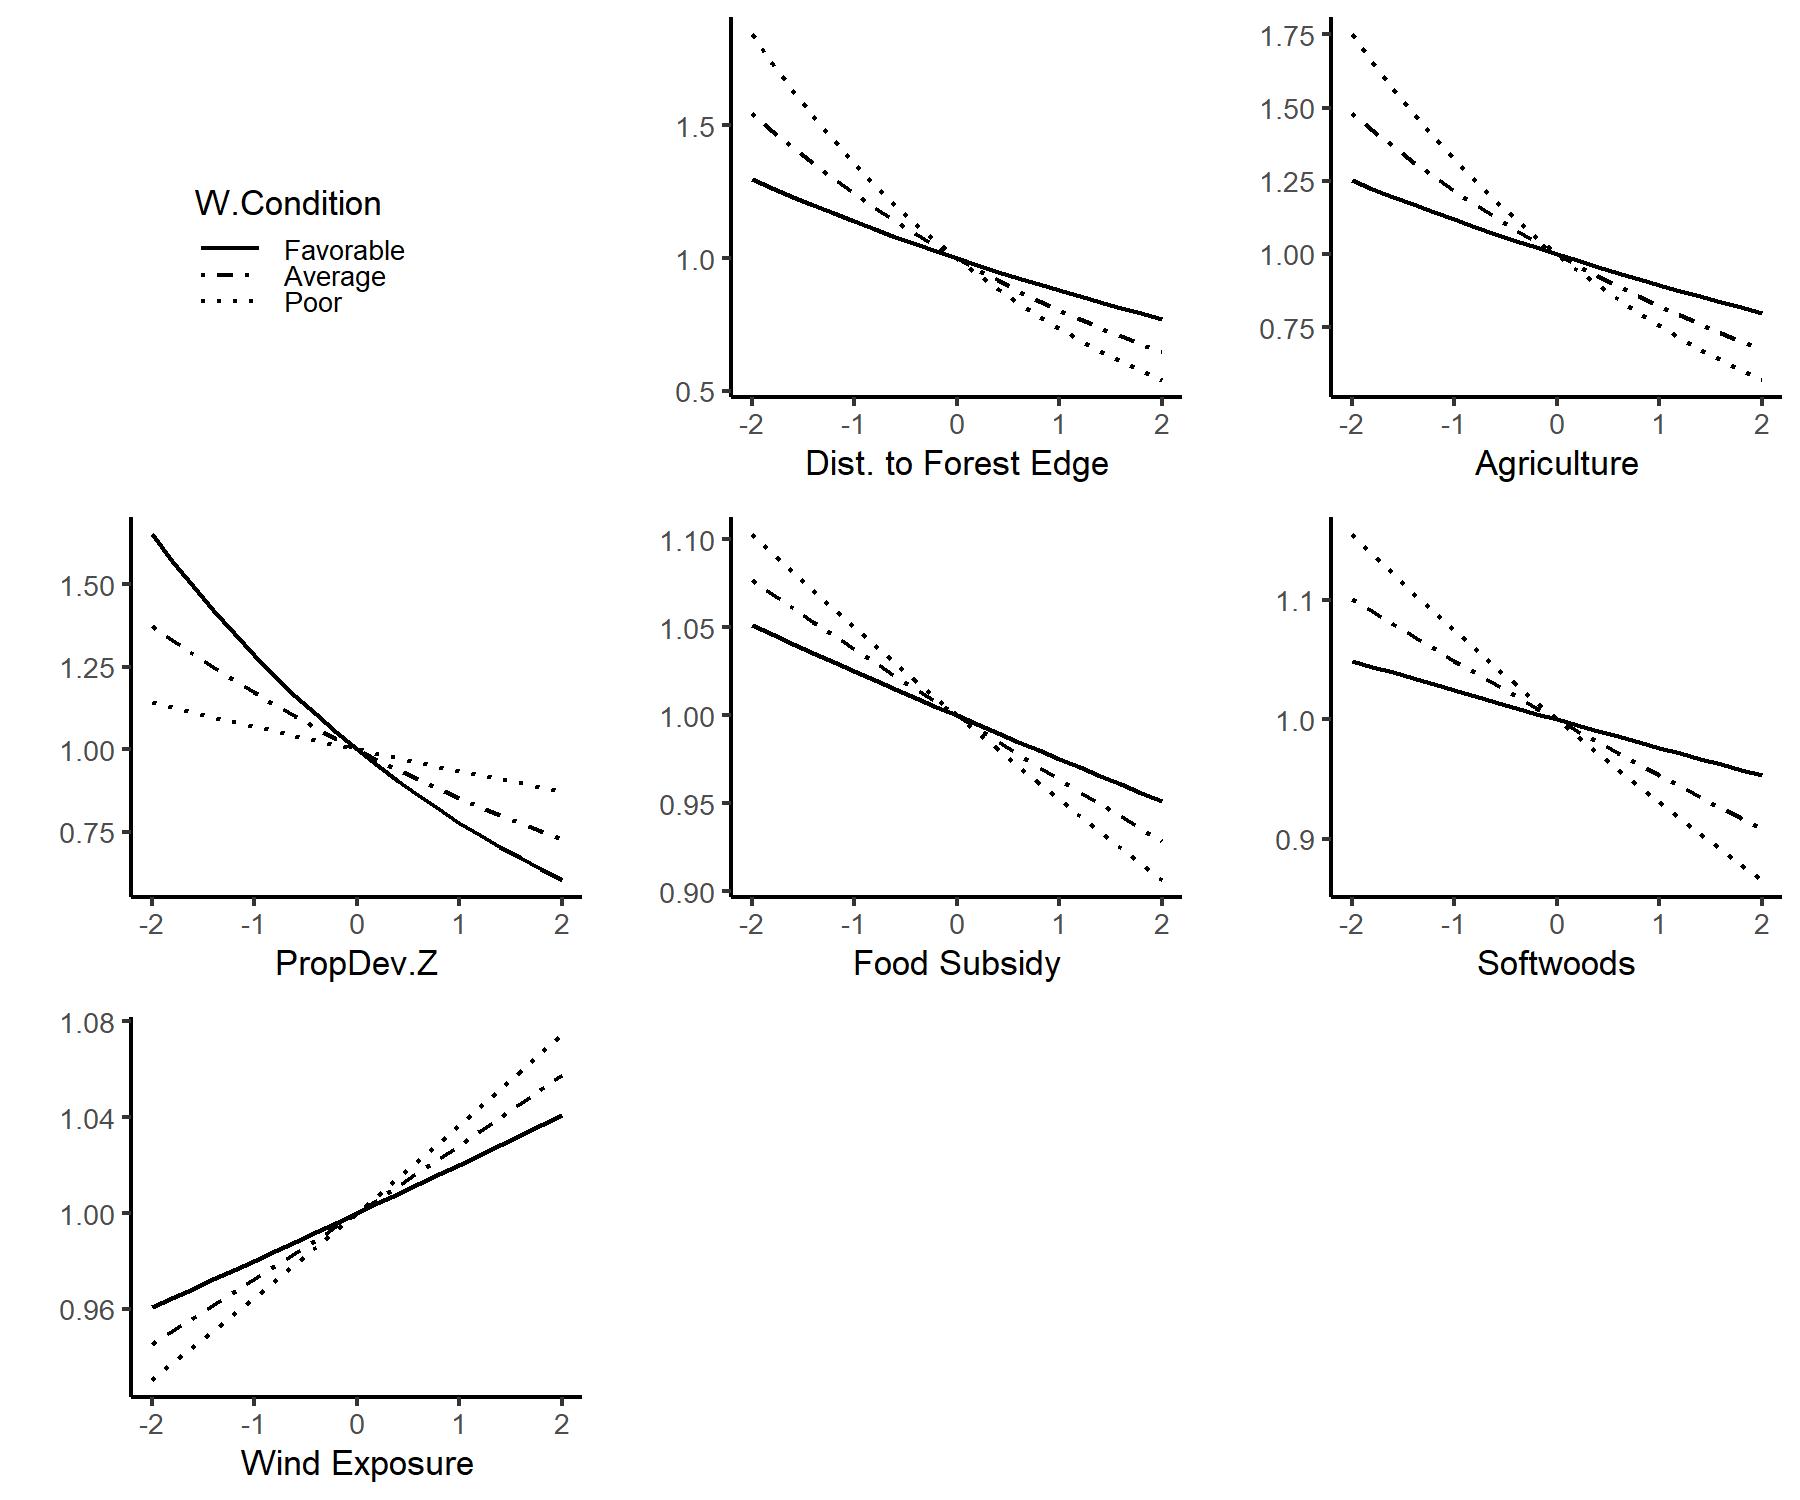 W.Condition
Favorable
Average
Poor
1.5
1.0
0.5
-2 -1 0 1 2
Dist. to Forest Edge
1.75
1.50
1.25
1.00
0.75
-2 -1 0 1 2
Agriculture
1.50
1.25
1.00
0.75
-2 -1 0 1 2
PropDev.Z
1.10
1.05
1.00
0.95
0.90
-2 -1 0 1 2
Food Subsidy
1.1
1.0
0.9
-2 -1 0 1 2
Softwoods
1.08
1.04
1.00
0.96
-2 -1 0 1 2
Wind Exposure